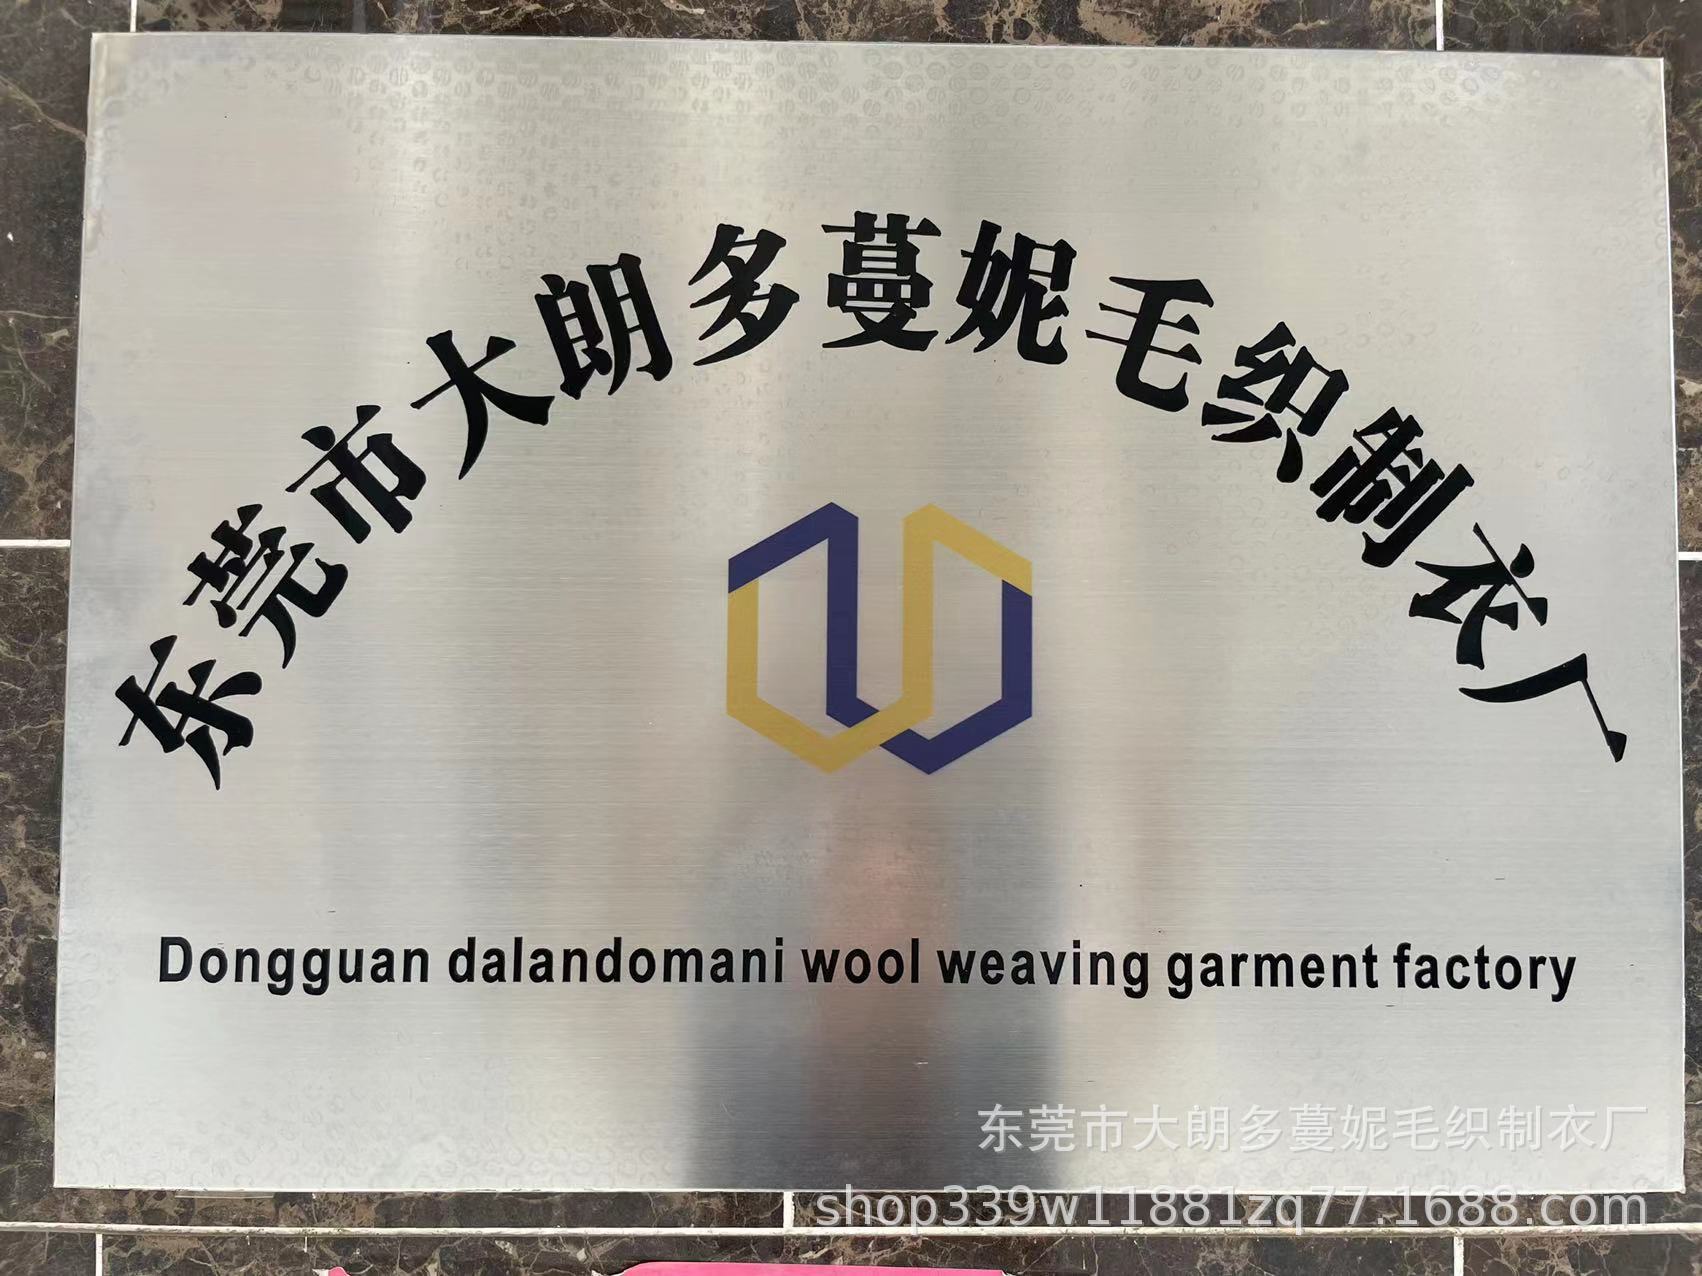 东莞市大朗多蔓妮毛织制衣厂
Dongguan dalandomani wool weaving garment factory
东莞市大朗多蔓妮毛织制衣厂
shop339w11881zq77.1688.com